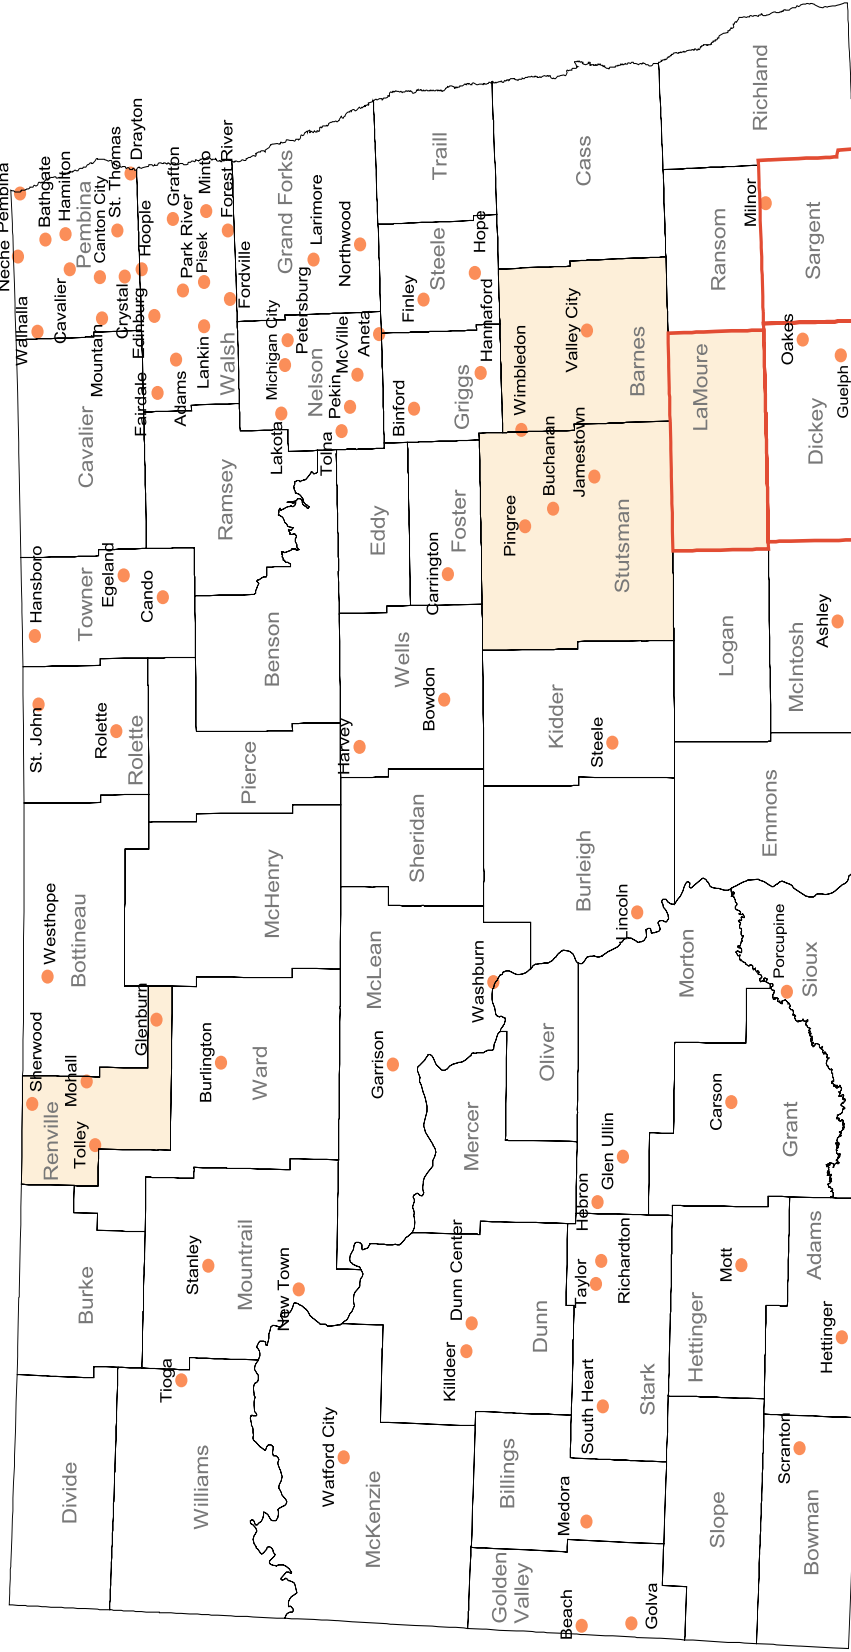 Divide
Burke
Renville
Sherwood
Mohall
Tolley
Glenburn
Bottineau
Westhope
Rolette
St. John
Rolette
Towner
Hansboro
Egeland
Cando
Cavalier
Pembina
Walhalla
Neche
Pembina
Bathgate
Hamilton
Cavalier
Canton City
St. Thomas
Drayton
Crystal
Mountain
Hoople
Edinburg
Fairdale
Adams
Lankin
Walsh
Park River
Pisek
Grafton
Minto
Forest River
Fordville
Williams
Tioga
Mountrail
Stanley
New Town
Ward
Burlington
McHenry
Pierce
Benson
Ramsey
Nelson
Lakota
Michigan City
Petersburg
McVille
Pekin
Tolna
Aneta
Grand Forks
Larimore
Northwood
McKenzie
Watford City
Dunn
Killdeer
Dunn Center
Mercer
McLean
Garrison
Washburn
Sheridan
Wells
Harvey
Bowdon
Eddy
Foster
Carrington
Griggs
Binford
Hannaford
Steele
Finley
Hope
Traill
Golden
Valley
Beach
Golva
Billings
Medora
Stark
South Heart
Taylor
Richardton
Hebron
Glen Ullin
Oliver
Morton
Burleigh
Lincoln
Kidder
Steele
Stutsman
Pingree
Buchanan
Jamestown
Barnes
Wimbledon
Valley City
Cass
Slope
Hettinger
Mott
Grant
Carson
Sioux
Porcupine
Emmons
Logan
LaMoure
Ransom
Richland
Bowman
Scranton
Adams
Hettinger
McIntosh
Ashley
Dickey
Oakes
Guelph
Sargent
Milnor